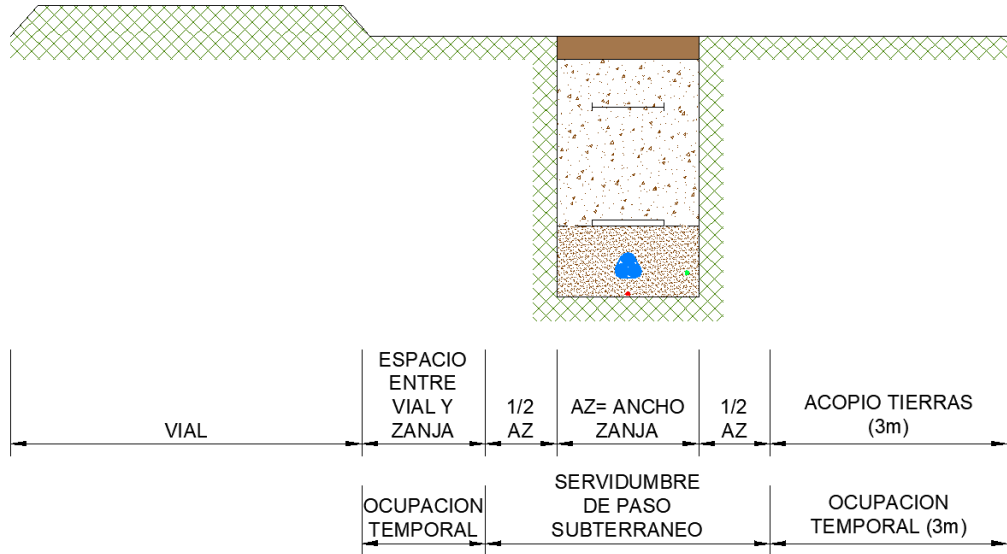 VIAL
ESPACIO
ENTRE
VIAL Y
ZANJA
1/2
AZ
AZ= ANCHO
ZANJA
1/2
AZ
ACOPIO TIERRAS
(3m)
OCUPACION
TEMPORAL
SERVIDUMBRE
DE PASO
SUBTERRANEO
OCUPACION
TEMPORAL (3m)